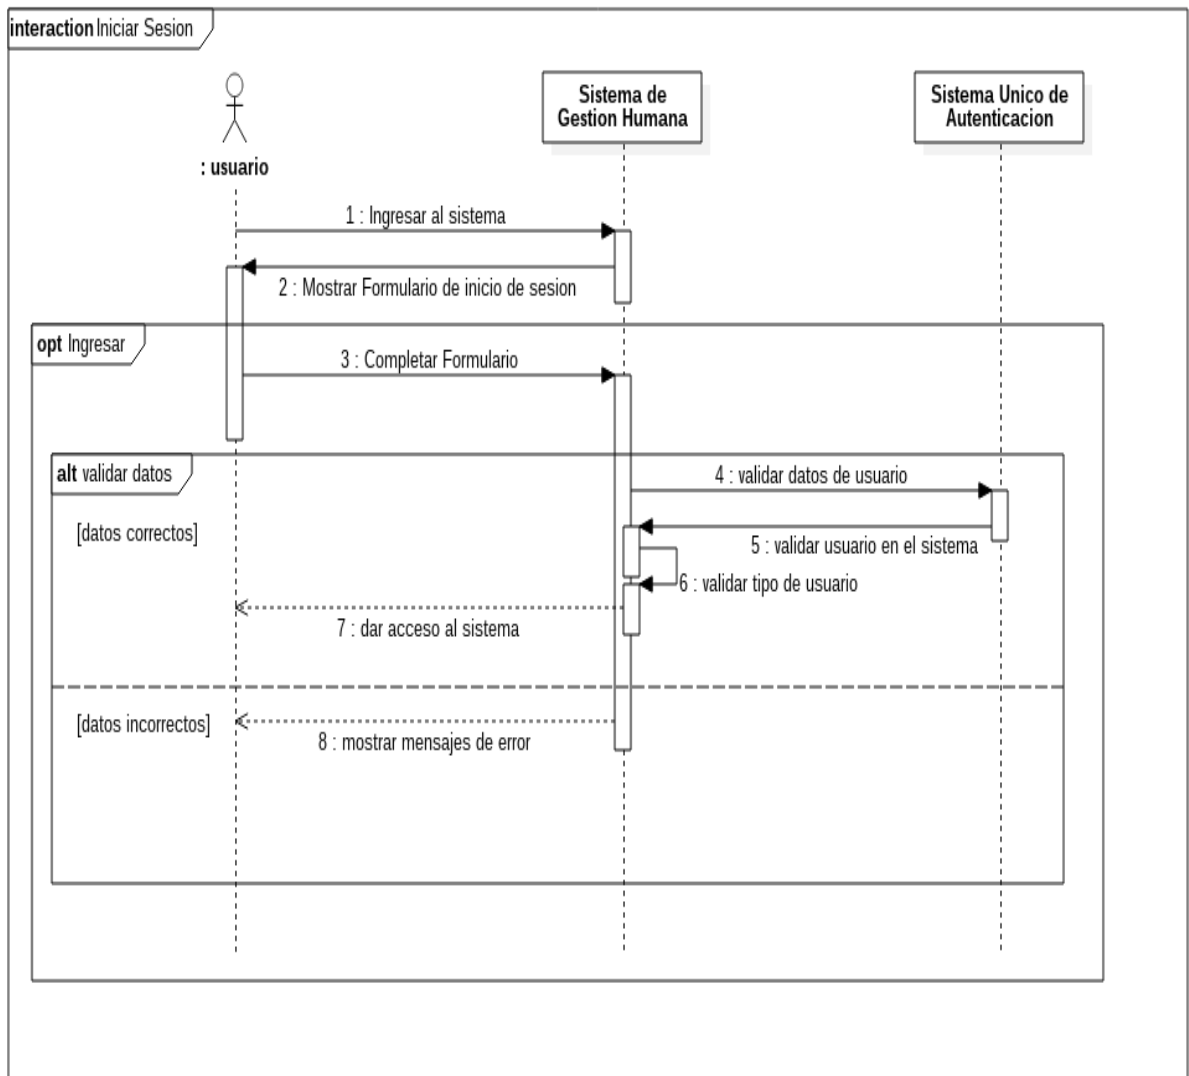 interaction Iniciar Sesion
Sistema de
Gestion Humana
Sistema Unico de
Autenticacion
: usuario
1 : Ingresar al sistema
2 : Mostrar Formulario de inicio de sesion
opt Ingresar
3 : Completar Formulario
alt validar datos
4 : validar datos de usuario
[datos correctos]
5 : validar usuario en el sistema
6 : validar tipo de usuario
7 : dar acceso al sistema
[datos incorrectos]
8 : mostrar mensajes de error